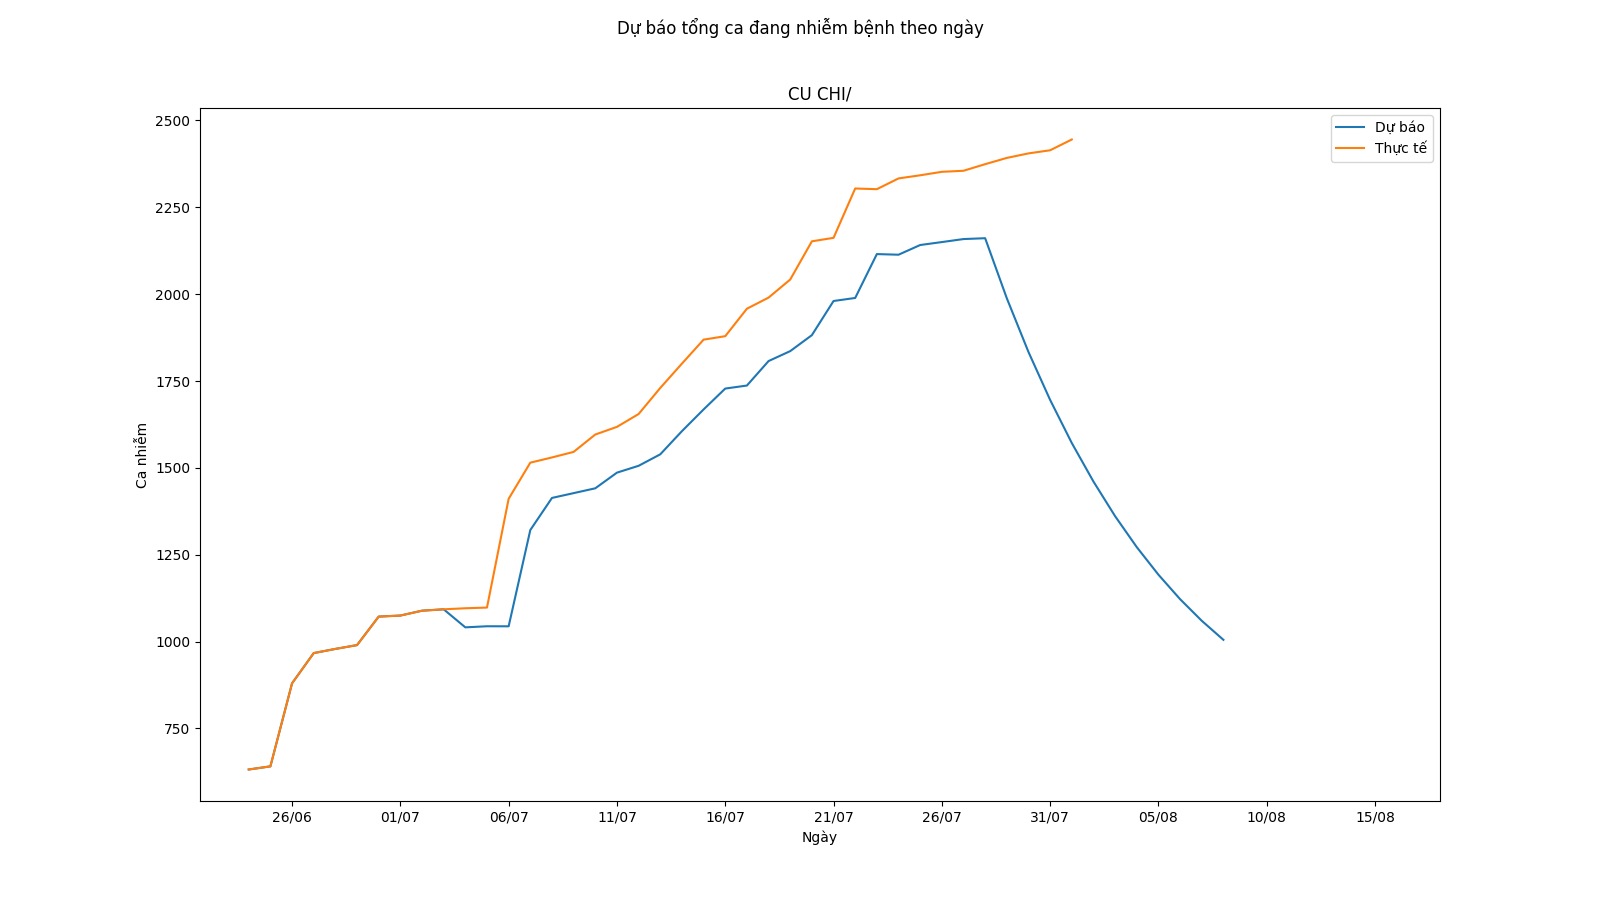 Dự báo tổng ca đang nhiễm bệnh theo ngày
CU CHI/
Dự báo
Thực tế
2500
2250
2000
1750
1500
1250
1000
750
Ca nhiễm
26/06 01/07 06/07 11/07 16/07 21/07 26/07 31/07 05/08 10/08 15/08
Ngày